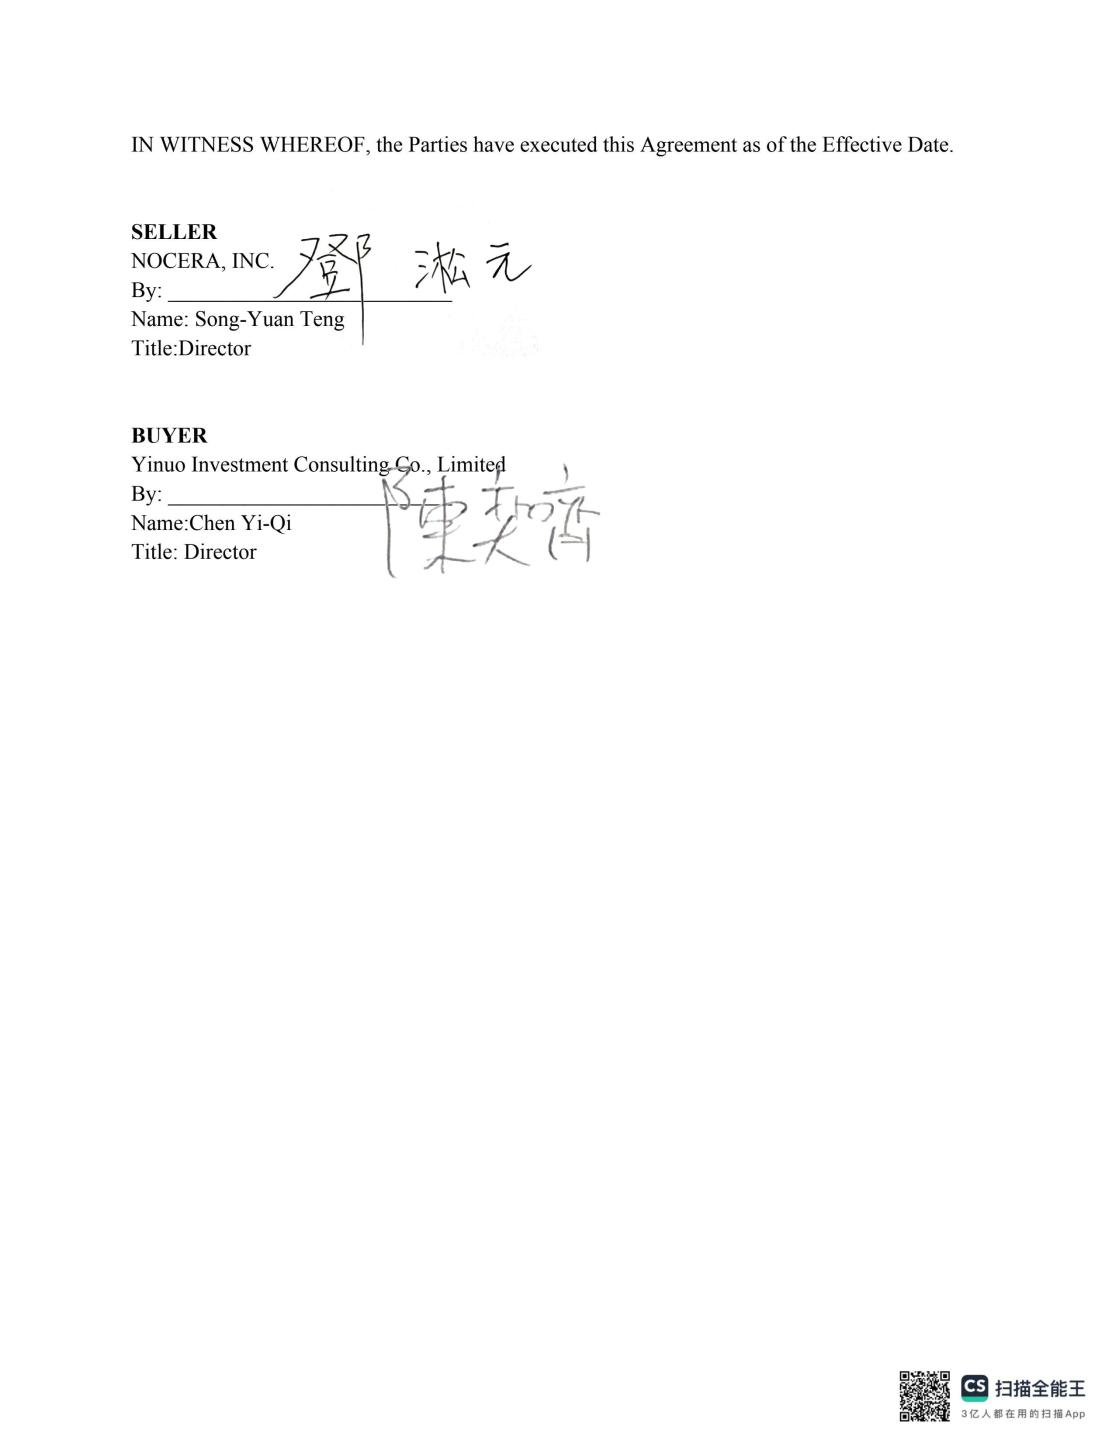 IN WITNESS WHEREOF, the Parties have executed this Agreement as of the Effective Date.
SELLER
NOCERA, INC.
By: 鄧 淞元
Name: Song-Yuan Teng
Title:Director
BUYER
Yinuo Investment Consulting Co., Limited
By: 陳奕齊
Name:Chen Yi-Qi
Title: Director
CS 扫描全能王
3亿人都在用的扫描App